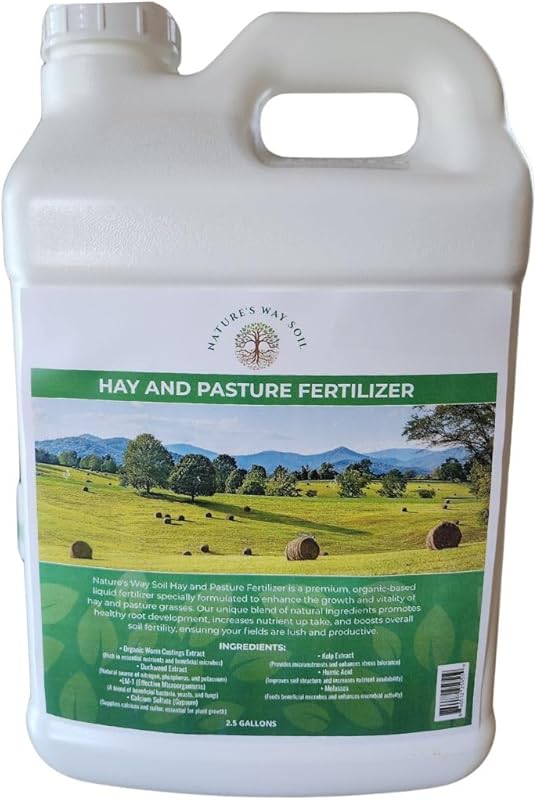 NATURE'S WAY SOIL
HAY AND PASTURE FERTILIZER
Nature's Way Soil Hay and Pasture Fertilizer is a premium, organic-based
liquid fertilizer specially formulated to enhance the growth and vitality of
hay and pasture grasses. Our unique blend of natural ingredients promotes
healthy root development, increases nutrient up take, and boosts overall
soil fertility, ensuring your fields are lush and productive.
INGREDIENTS:
• Organic Worm Castings Extract
(Rich in essential nutrients and beneficial microbes)
• Duckweed Extract
(Natural source of nitrogen, phosphorus, and potassium)
•EM-1 (Effective Microorganisms)
(A blend of beneficial bacteria, yeasts, and fungi)
• Calcium Sulfate (Gypsum)
(Supplies calcium and sulfur, essential for plant growth)
• Kelp Extract
(Provides micronutrients and enhances stress tolerance)
• Humic Acid
(Improves soil structure and increases nutrient availability)
• Molasses
(Feeds beneficial microbes and enhances microbial activity)
2.5 GALLONS